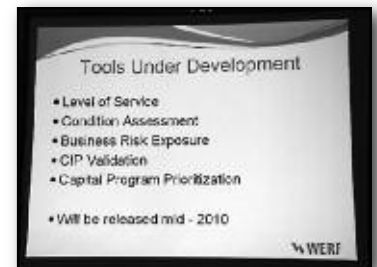 Tools Under Development
• Level of Service
• Condition Assessment
• Business Risk Exposure
• CIP Validation
• Capital Program Prioritization
• Will be released mid - 2010
WERF